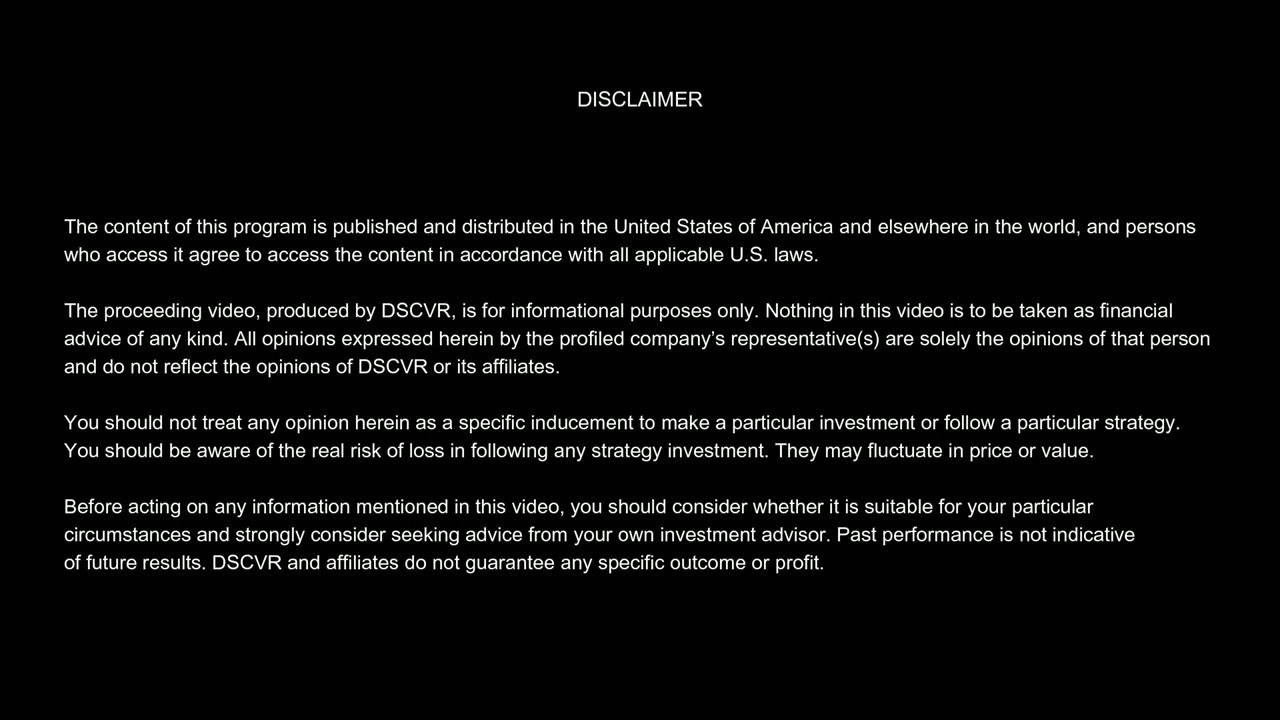 DISCLAIMER
The content of this program is published and distributed in the United States of America and elsewhere in the world, and persons
who access it agree to access the content in accordance with all applicable U.S. laws.
The proceeding video, produced by DSCVR, is for informational purposes only. Nothing in this video is to be taken as financial
advice of any kind. All opinions expressed herein by the profiled company’s representative(s) are solely the opinions of that person
and do not reflect the opinions of DSCVR or its affiliates.
You should not treat any opinion herein as a specific inducement to make a particular investment or follow a particular strategy.
You should be aware of the real risk of loss in following any strategy investment. They may fluctuate in price or value.
Before acting on any information mentioned in this video, you should consider whether it is suitable for your particular
circumstances and strongly consider seeking advice from your own investment advisor. Past performance is not indicative
of future results. DSCVR and affiliates do not guarantee any specific outcome or profit.